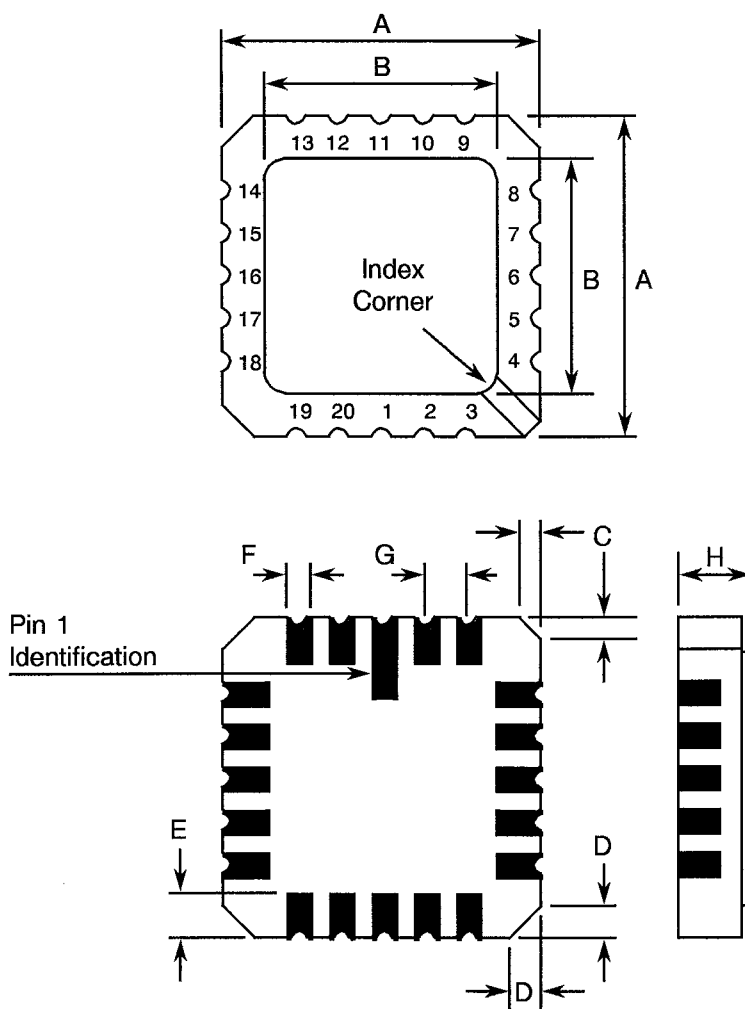 A
B
13 12 11 10 9
14 8
15 7
16 6
17 5
18 4
Index
Corner
B A
19 20 1 2 3
C
F G H
Pin 1
Identification
E D
D